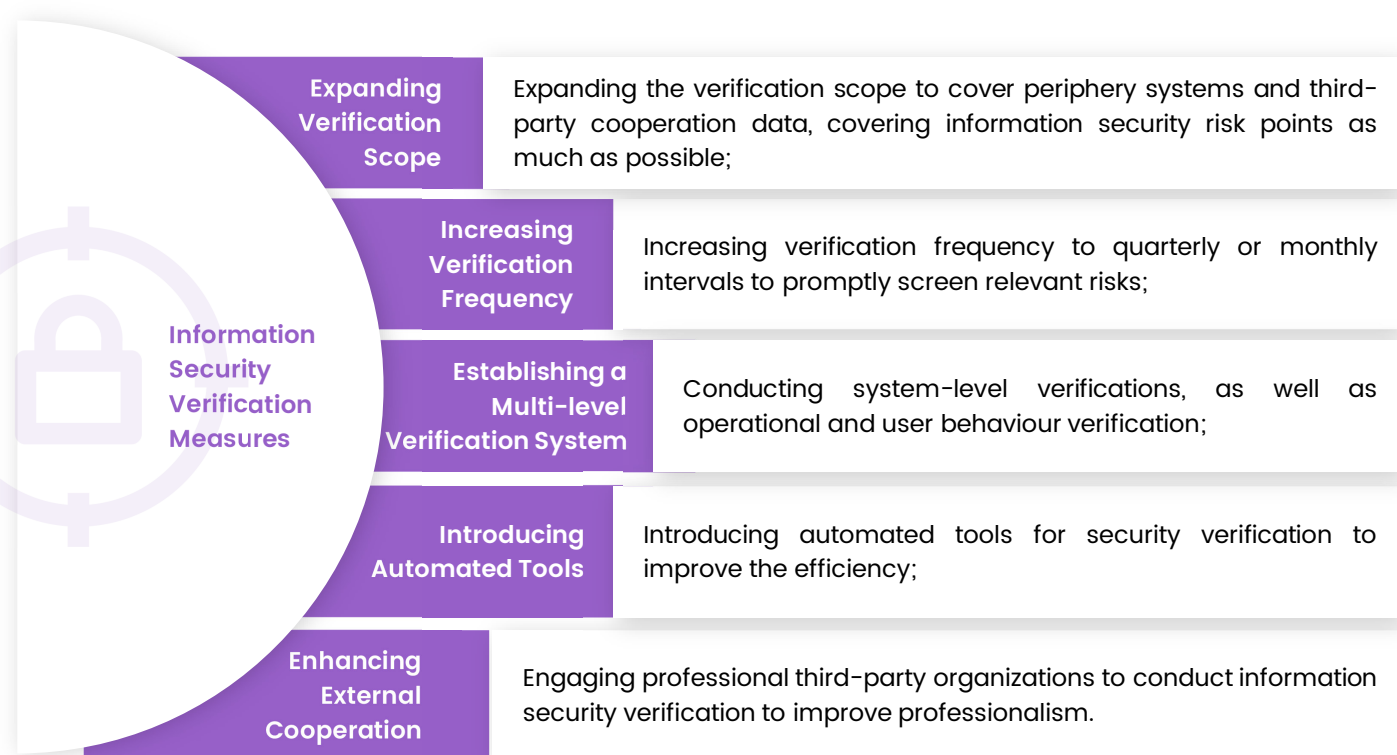 Expanding
Verification
Scope
Expanding the verification scope to cover periphery systems and third-
party cooperation data, covering information security risk points as
much as possible;
Increasing
Verification
Frequency
Increasing verification frequency to quarterly or monthly
intervals to promptly screen relevant risks;
Information
Security
Verification
Measures
Establishing a
Multi-level
Verification System
Conducting system-level verifications, as well as
operational and user behaviour verification;
Introducing
Automated Tools
Introducing automated tools for security verification to
improve the efficiency;
Enhancing
External
Cooperation
Engaging professional third-party organizations to conduct information
security verification to improve professionalism.